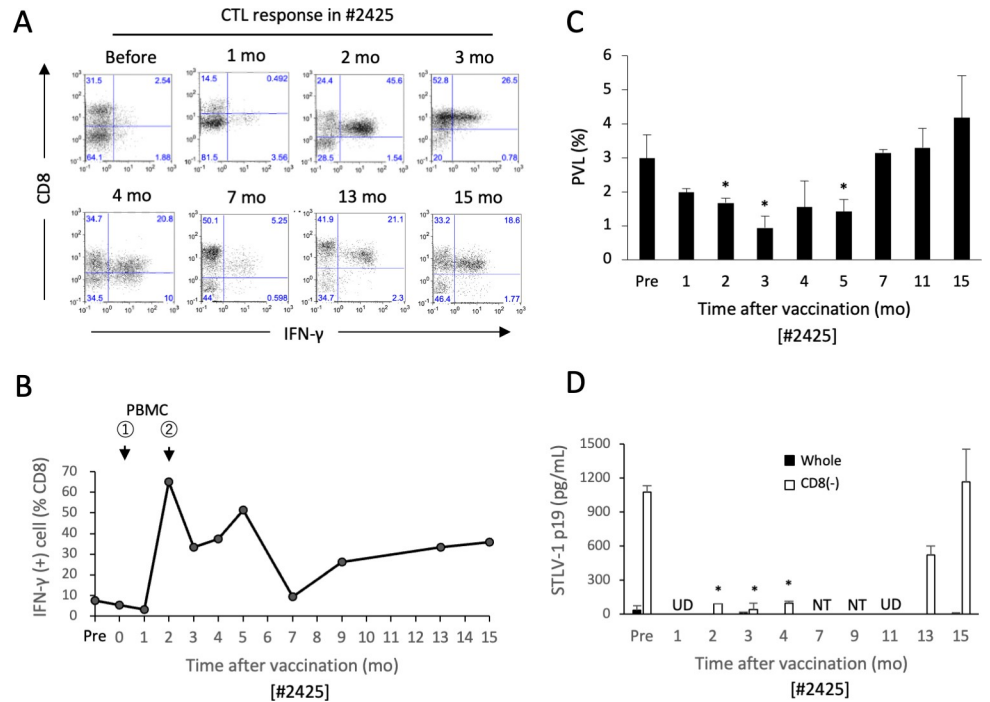 A
CTL response in #2425
Before
1 mo
2 mo
3 mo
31.5 2.54
64.1 1.88
14.5 0.492
81.5 3.56
24.4 45.6
28.5 1.54
52.8 26.5
20 0.78
4 mo
7 mo
13 mo
15 mo
34.7 20.8
34.5 10
50.1 5.25
44 0.598
41.9 21.1
34.7 2.3
33.2 18.6
46.4 1.77
CD8
IFN-γ
B
PBMC
① ②
IFN-γ (+) cell (% CD8)
70
60
50
40
30
20
10
0
Pre 0 1 2 3 4 5 6 7 8 9 10 11 12 13 14 15
Time after vaccination (mo)
[#2425]
C
PVL (%)
6
5
4
3
2
1
0
* * *
Pre 1 2 3 4 5 7 11 15
Time after vaccination (mo)
[#2425]
D
STLV-1 p19 (pg/mL)
1500
1200
900
600
300
0
Whole
CD8(-)
UD * * * NT NT UD
Pre 1 2 3 4 7 9 11 13 15
Time after vaccination (mo)
[#2425]